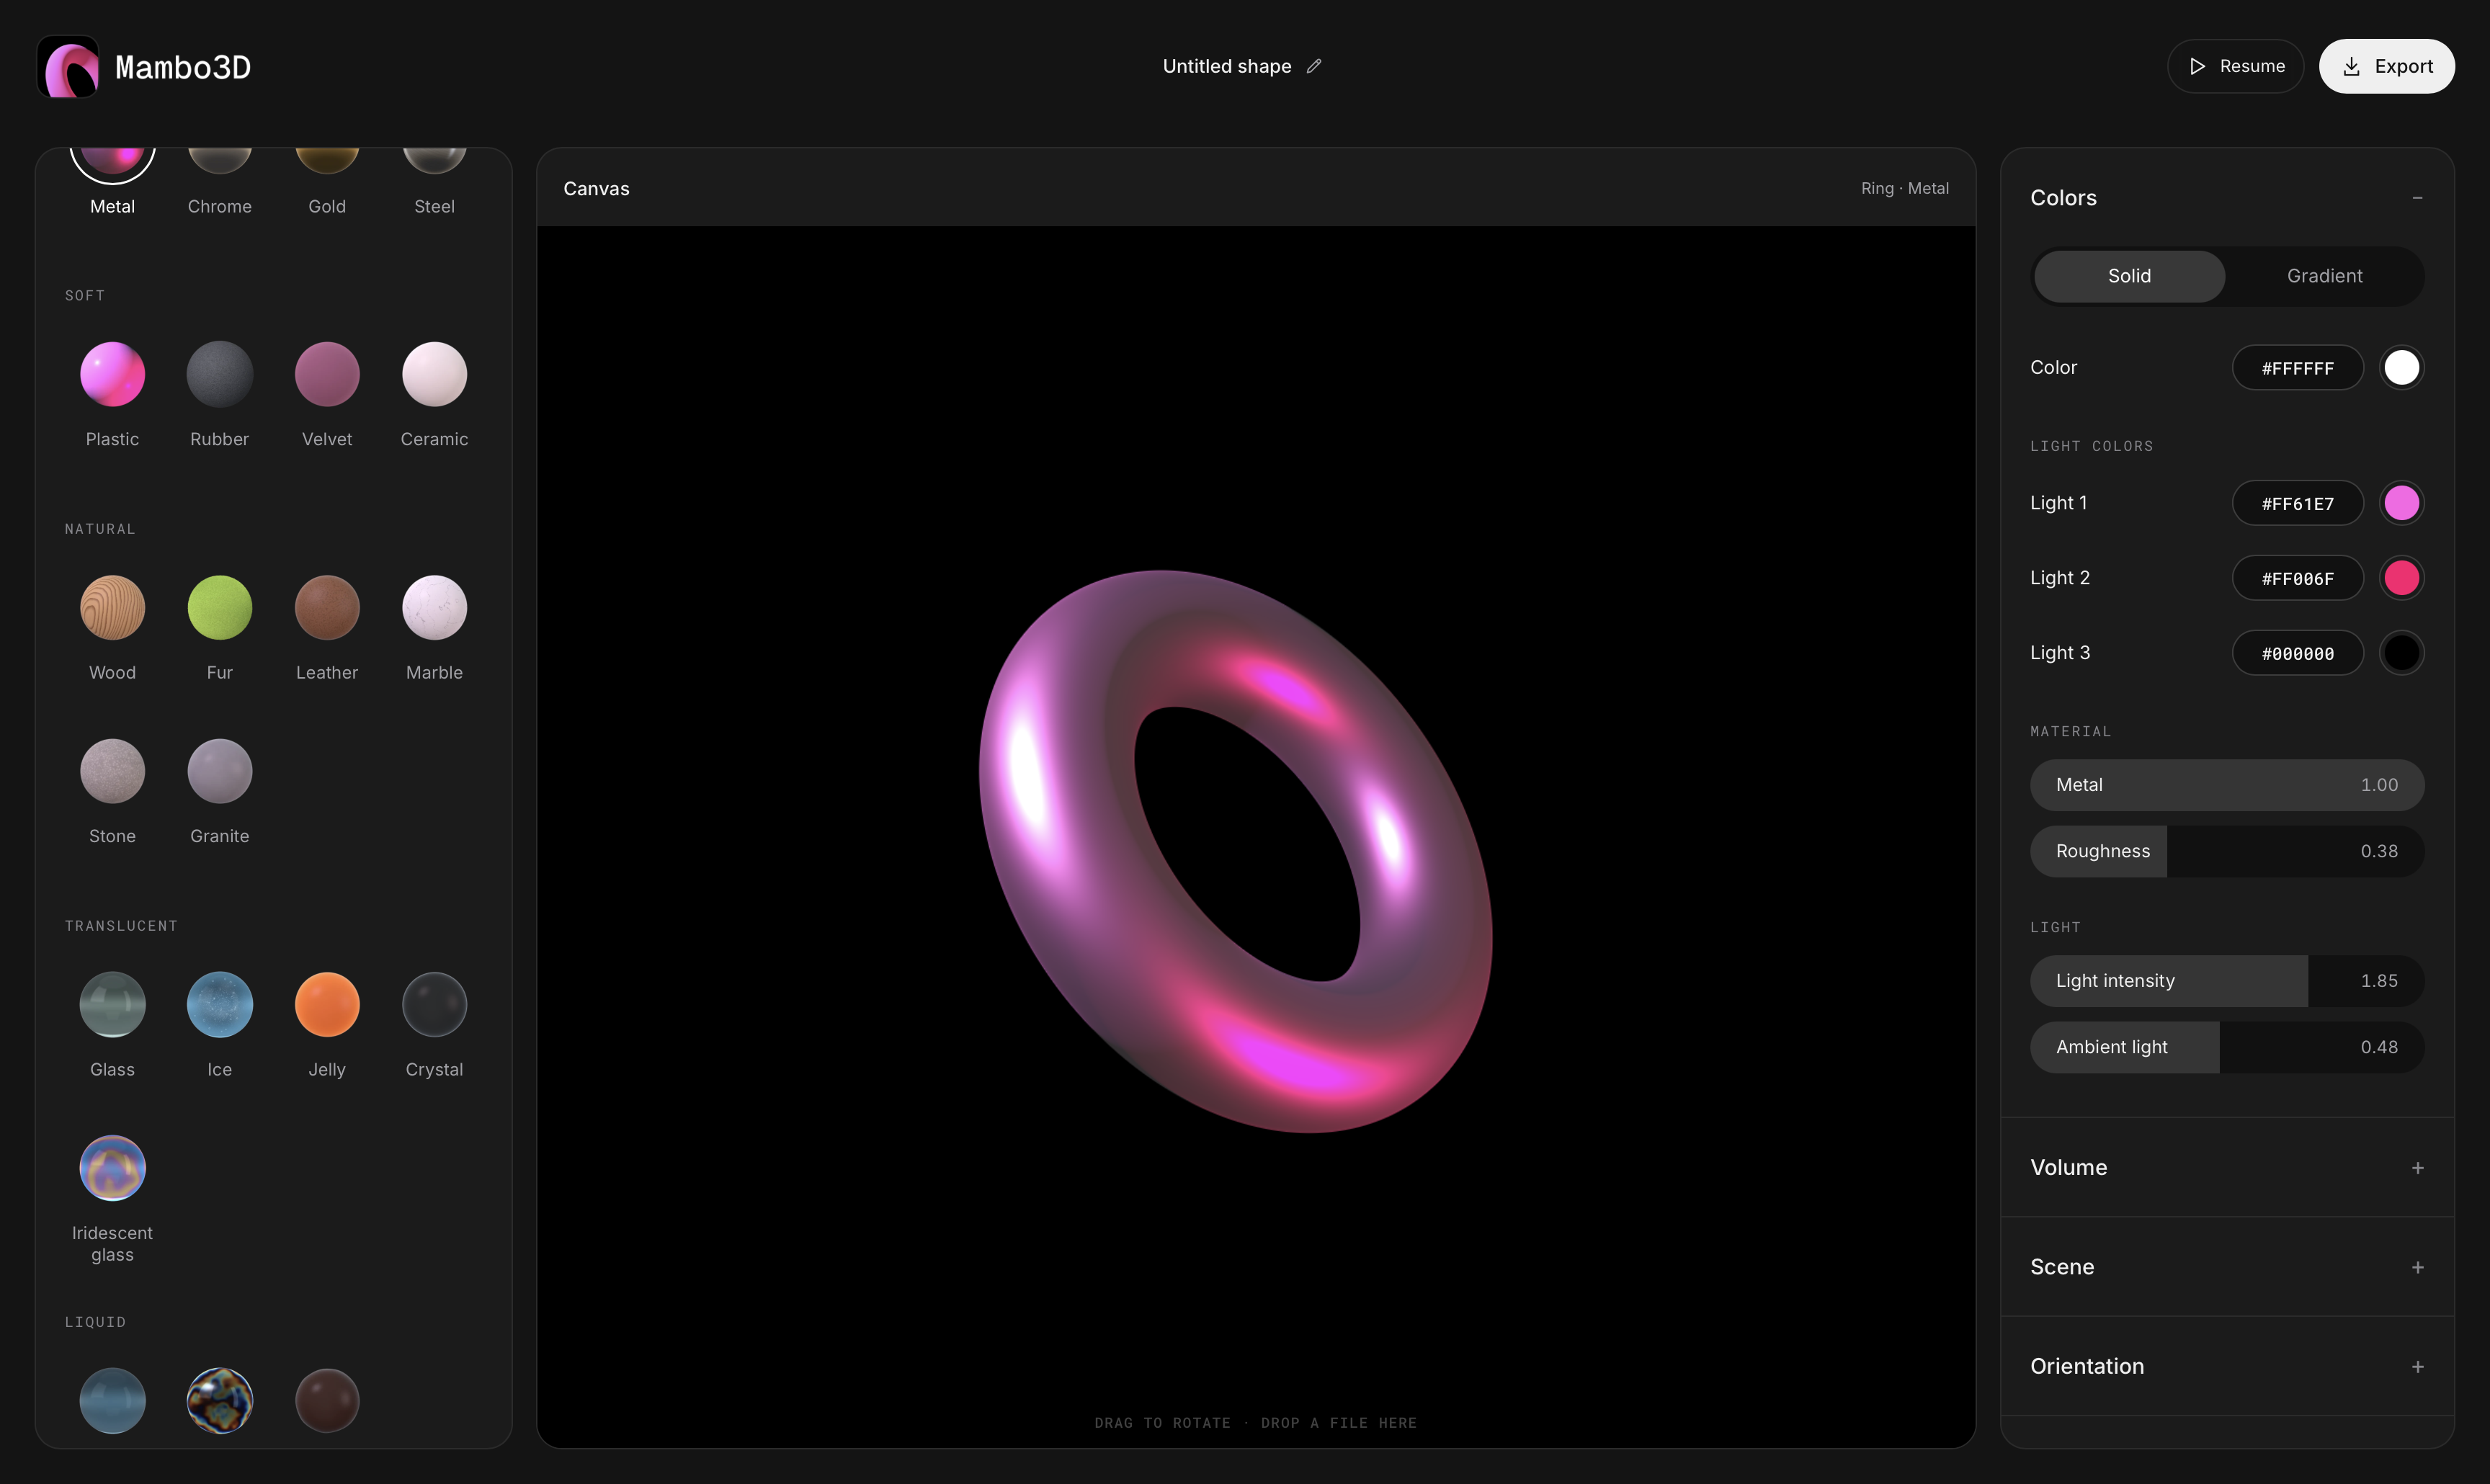 Mambo3D
Untitled shape
Resume
Export
Metal
Chrome
Gold
Steel
SOFT
Plastic
Rubber
Velvet
Ceramic
NATURAL
Wood
Fur
Leather
Marble
Stone
Granite
TRANSLUCENT
Glass
Ice
Jelly
Crystal
Iridescent
glass
LIQUID
Canvas
Ring · Metal
DRAG TO ROTATE · DROP A FILE HERE
Colors
Solid
Gradient
Color
#FFFFFF
LIGHT COLORS
Light 1
#FF61E7
Light 2
#FF006F
Light 3
#000000
MATERIAL
Metal
1.00
Roughness
0.38
LIGHT
Light intensity
1.85
Ambient light
0.48
Volume
Scene
Orientation